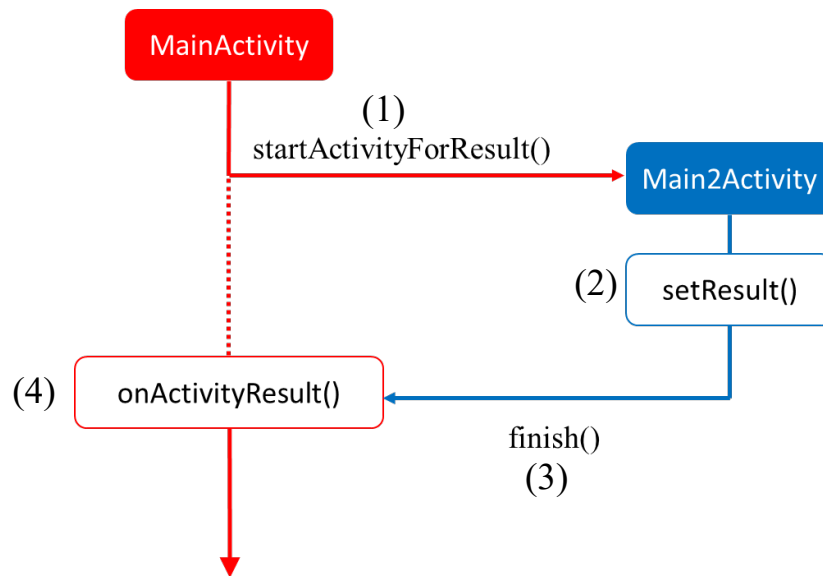 MainActivity
(1)
startActivityForResult()
Main2Activity
(2)
setResult()
(4)
onActivityResult()
finish()
(3)